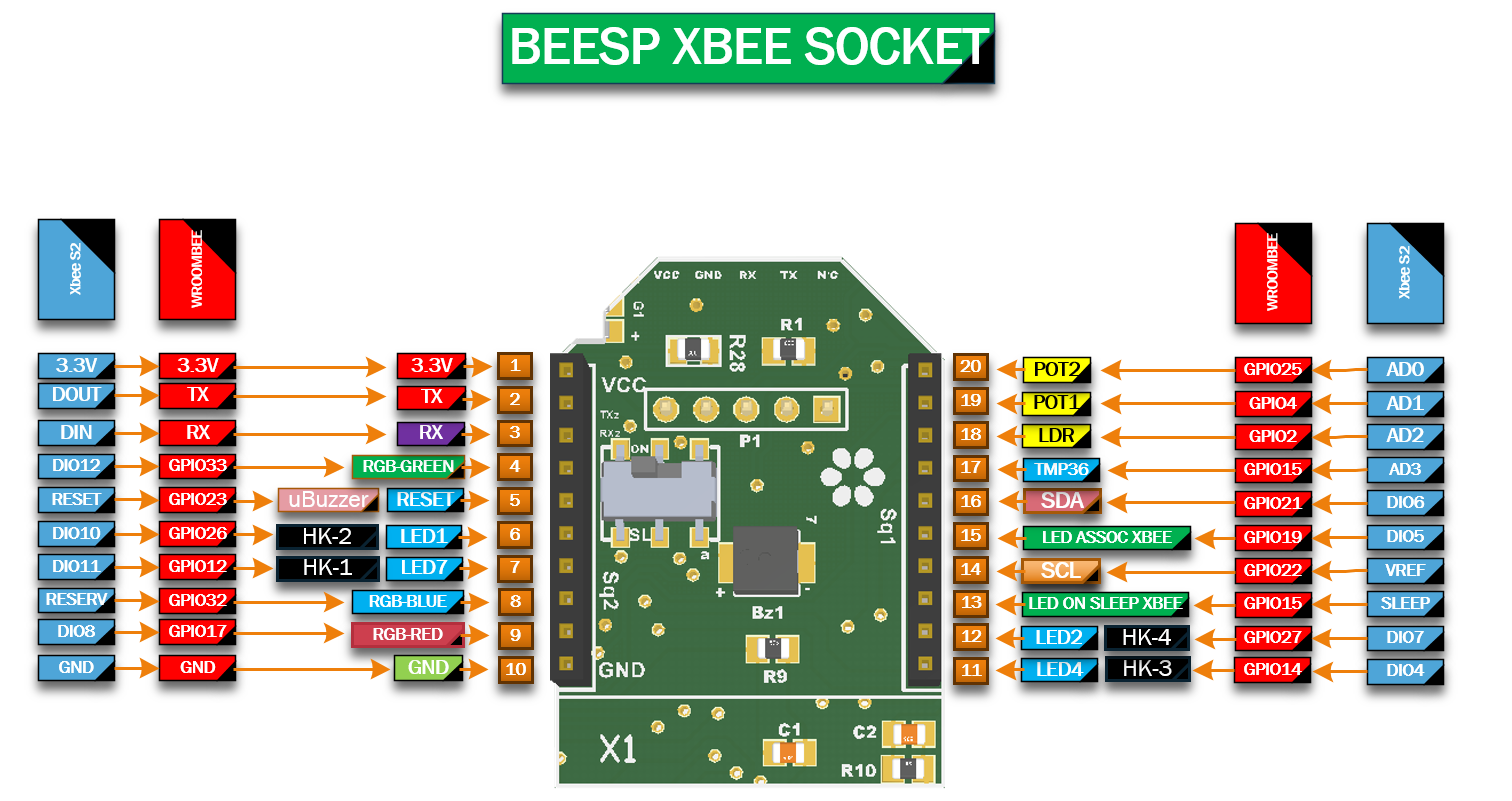 BEESP XBEE SOCKET
Xbee S2 WROOMBEE WROOMBEE Xbee S2
VCC GND RX TX N'C
G1
+
R28
R1
3.3V 3.3V 3.3V 1 20 POT2 GPIO25 AD0
VCC
DOUT TX TX 2 19 POT1 GPIO4 AD1
TXz
DIN RX RX 3 18 LDR GPIO2 AD2
RXz
P1
ON
DIO12 GPIO33 RGB-GREEN 4 17 TMP36 GPIO15 AD3
RESET GPIO23 uBuzzer RESET 5 16 SDA GPIO21 DIO6
Sq1
7
DIO10 GPIO26 HK-2 LED1 6 15 LED ASSOC XBEE GPIO19 DIO5
SL
a
DIO11 GPIO12 HK-1 LED7 7 14 SCL GPIO22 VREF
Sq2
+ -
RESERV GPIO32 RGB-BLUE 8 13 LED ON SLEEP XBEE GPIO15 SLEEP
Bz1
DIO8 GPIO17 RGB-RED 9 12 LED2 HK-4 GPIO27 DIO7
GND GND GND 10 11 LED4 HK-3 GPIO14 DIO4
GND
R9
X1
C1
C2
R10